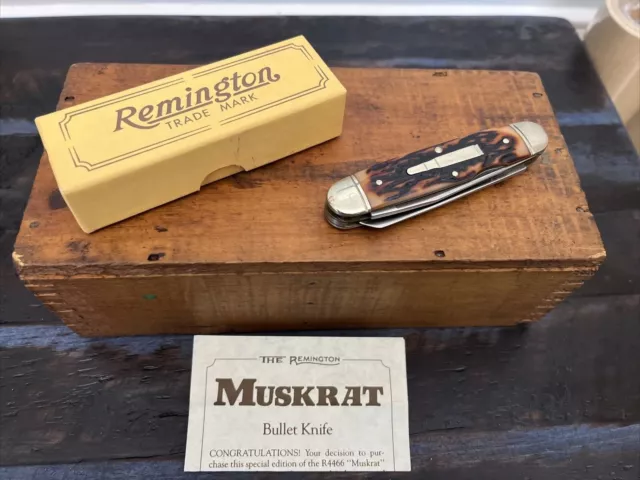 Remington
TRADE MARK
THE REMINGTON
MUSKRAT
Bullet Knife
CONGRATULATIONS! Your decision to pur-
chase this special edition of the R4466 "Muskrat"